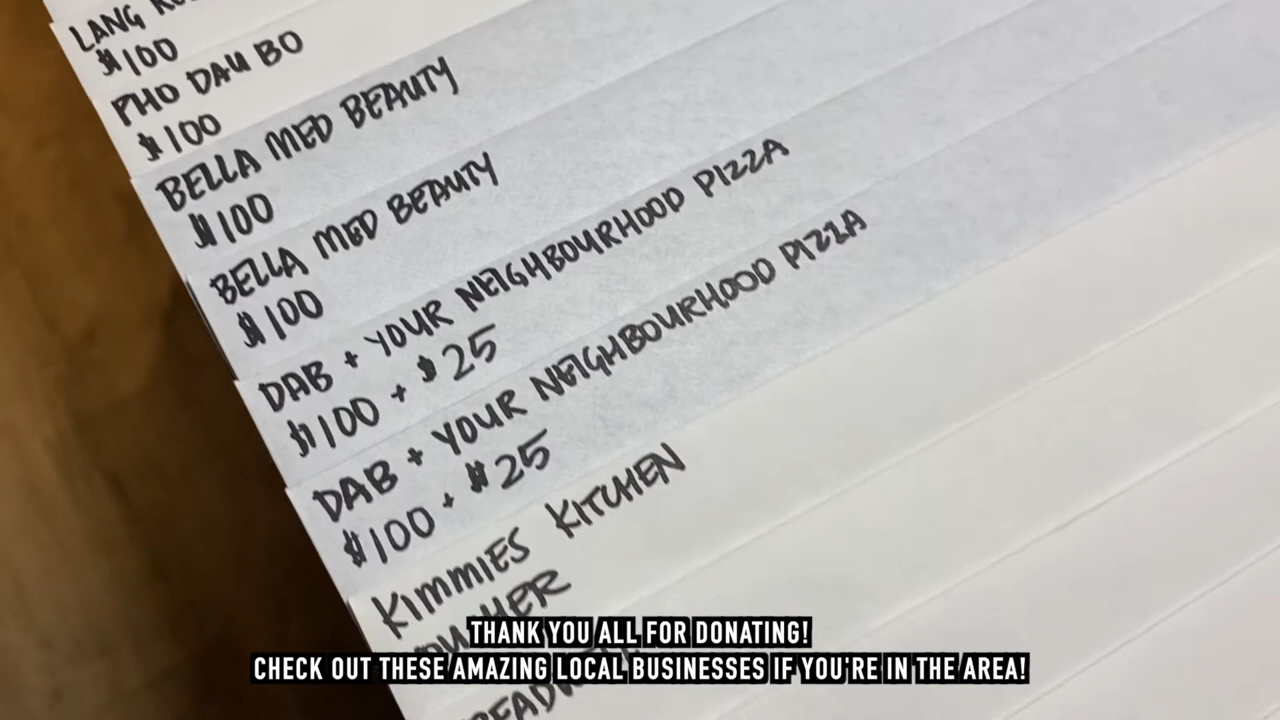 LANG
$100
PHO DAU BO
$100
BELLA MED BEAUTY
$100
BELLA MED BEAUTY
$100
DAB + YOUR NEIGHBOURHOOD PIZZA
$100 + $25
DAB + YOUR NEIGHBOURHOOD PIZZA
$100 + $25
KIMMIES KITCHEN
THANK YOU ALL FOR DONATING!
CHECK OUT THESE AMAZING LOCAL BUSINESSES IF YOU'RE IN THE AREA!